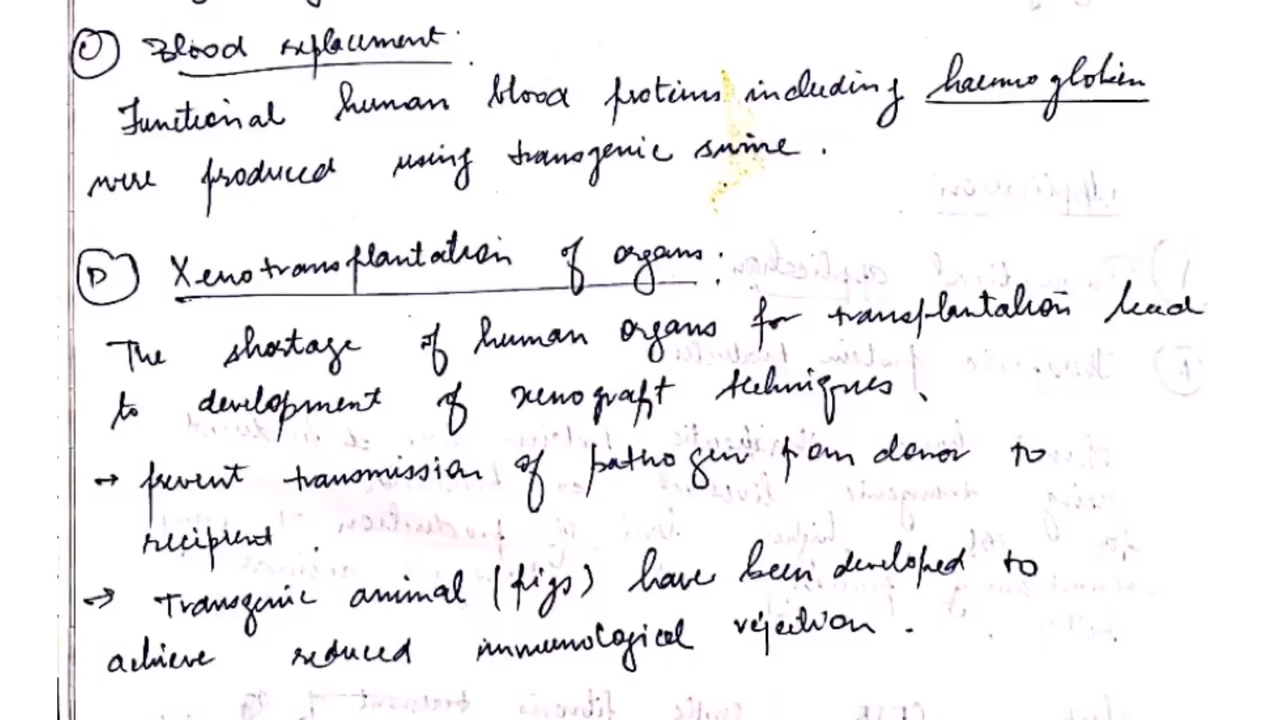 C) Blood replacement.
Functional human blood proteins including haemoglobin
were produced using transgenic swine.
D) Xenotransplantation of organs:
The shortage of human organs for transplantation lead
to development of xenograft techniques.
→ prevent transmission of pathogen from donor to
recipient.
→ Transgenic animal (pigs) have been developed to
achieve reduced immunological rejection.